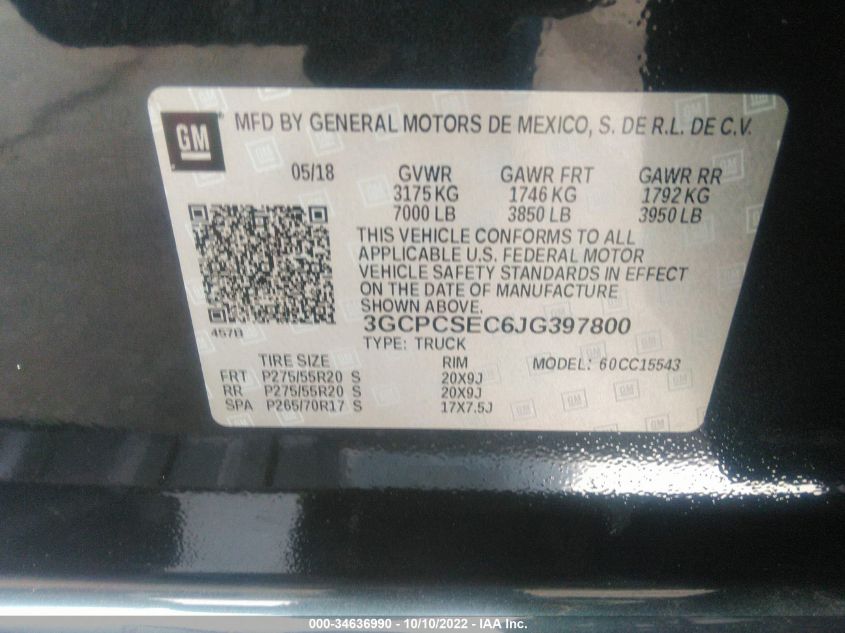 GM MFD BY GENERAL MOTORS DE MEXICO, S. DE R.L. DE C.V.
05/18 GVWR GAWR FRT GAWR RR
3175 KG 1746 KG 1792 KG
7000 LB 3850 LB 3950 LB
THIS VEHICLE CONFORMS TO ALL
APPLICABLE U.S. FEDERAL MOTOR
VEHICLE SAFETY STANDARDS IN EFFECT
ON THE DATE OF MANUFACTURE
SHOWN ABOVE.
3GCPCSEC6JG397800
TYPE: TRUCK
TIRE SIZE RIM MODEL: 60CC15543
FRT P275/55R20 S 20X9J
RR P275/55R20 S 20X9J
SPA P265/70R17 S 17X7.5J
000-34636990 - 10/10/2022 - IAA Inc.